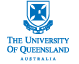 THE UNIVERSITY
OF QUEENSLAND
AUSTRALIA